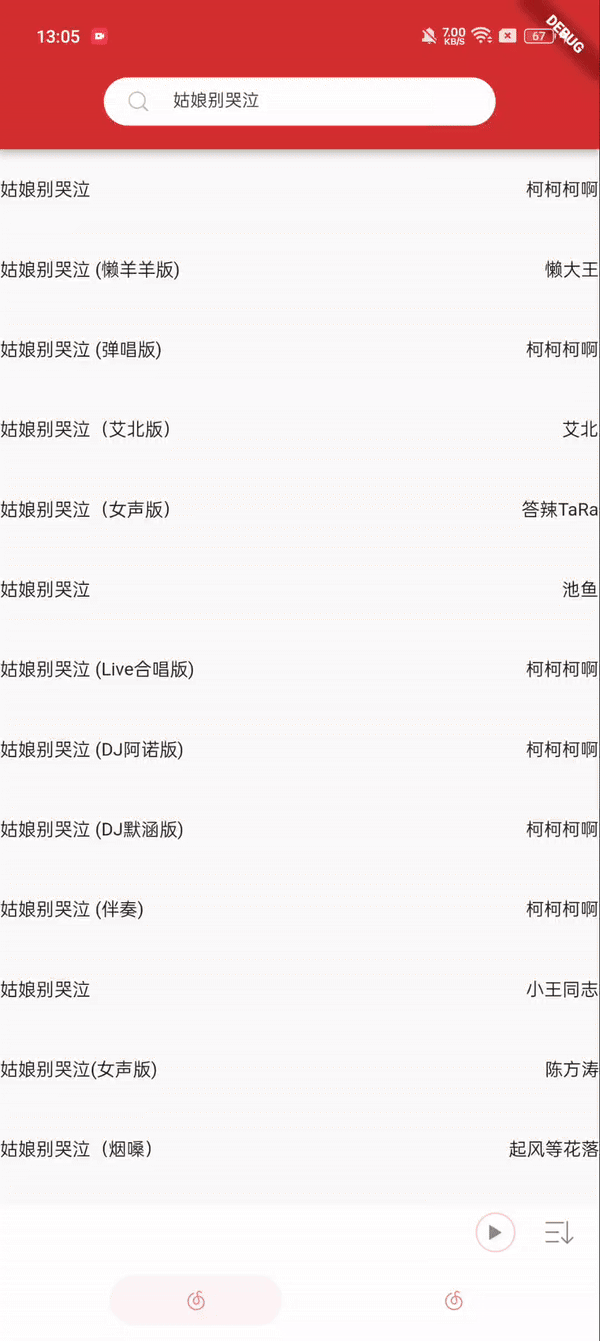 13:05 7.00 KB/S 67 DEBUG
姑娘别哭泣
姑娘别哭泣 柯柯柯啊
姑娘别哭泣 (懒羊羊版) 懒大王
姑娘别哭泣 (弹唱版) 柯柯柯啊
姑娘别哭泣（艾北版） 艾北
姑娘别哭泣（女声版） 答辣TaRa
姑娘别哭泣 池鱼
姑娘别哭泣 (Live合唱版) 柯柯柯啊
姑娘别哭泣 (DJ阿诺版) 柯柯柯啊
姑娘别哭泣 (DJ默涵版) 柯柯柯啊
姑娘别哭泣 (伴奏) 柯柯柯啊
姑娘别哭泣 小王同志
姑娘别哭泣(女声版) 陈方涛
姑娘别哭泣（烟嗓） 起风等花落